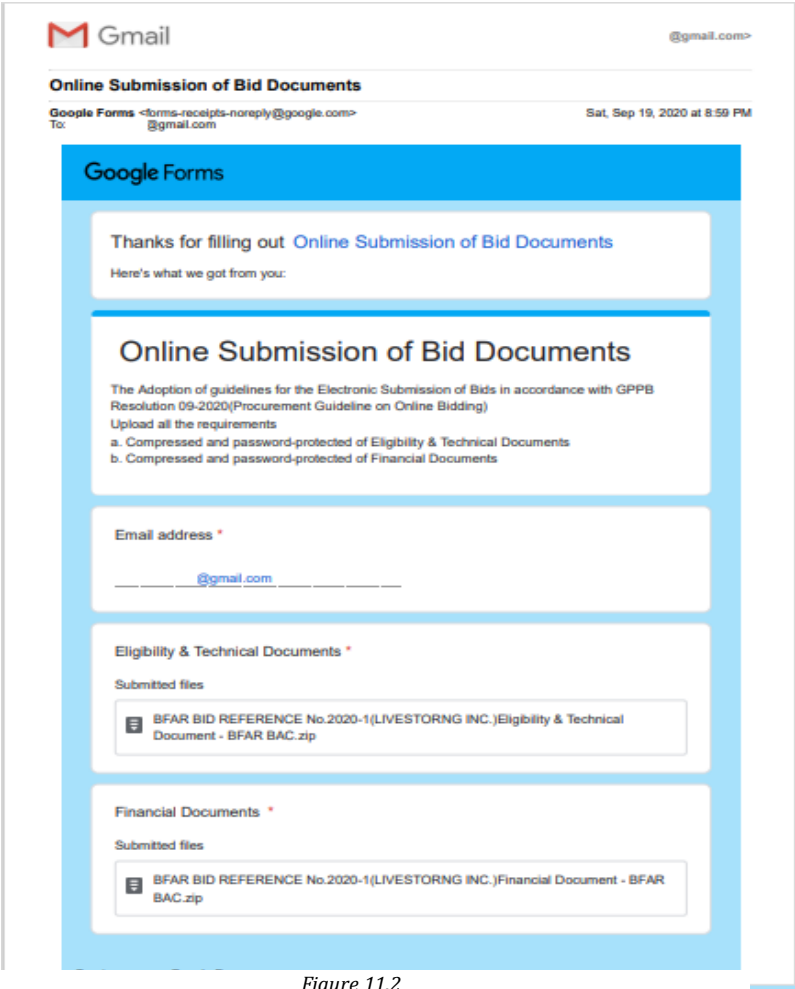 Gmail
@gmail.com>
Online Submission of Bid Documents
Google Forms <forms-receipts-noreply@google.com>
Sat, Sep 19, 2020 at 8:59 PM
To: @gmail.com
Google Forms
Thanks for filling out Online Submission of Bid Documents
Here's what we got from you:
Online Submission of Bid Documents
The Adoption of guidelines for the Electronic Submission of Bids in accordance with GPPB
Resolution 09-2020(Procurement Guideline on Online Bidding)
Upload all the requirements
a. Compressed and password-protected of Eligibility & Technical Documents
b. Compressed and password-protected of Financial Documents
Email address *
@gmail.com
Eligibility & Technical Documents *
Submitted files
BFAR BID REFERENCE No.2020-1(LIVESTORNG INC.)Eligibility & Technical
Document - BFAR BAC.zip
Financial Documents *
Submitted files
BFAR BID REFERENCE No.2020-1(LIVESTORNG INC.)Financial Document - BFAR
BAC.zip
Figure 11.2